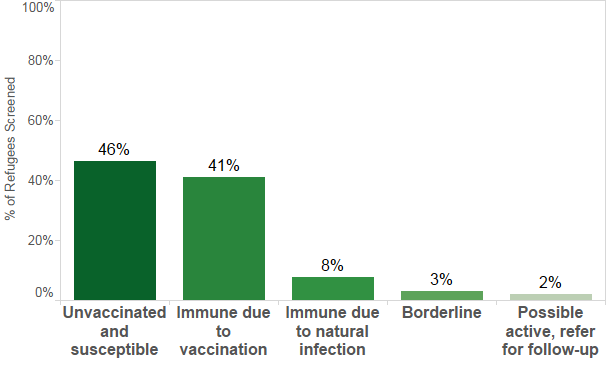 100%
80%
60%
40%
20%
0%
% of Refugees Screened
46%
41%
8%
3%
2%
Unvaccinated
and
susceptible
Immune due
to
vaccination
Immune due
to natural
infection
Borderline
Possible
active, refer
for follow-up